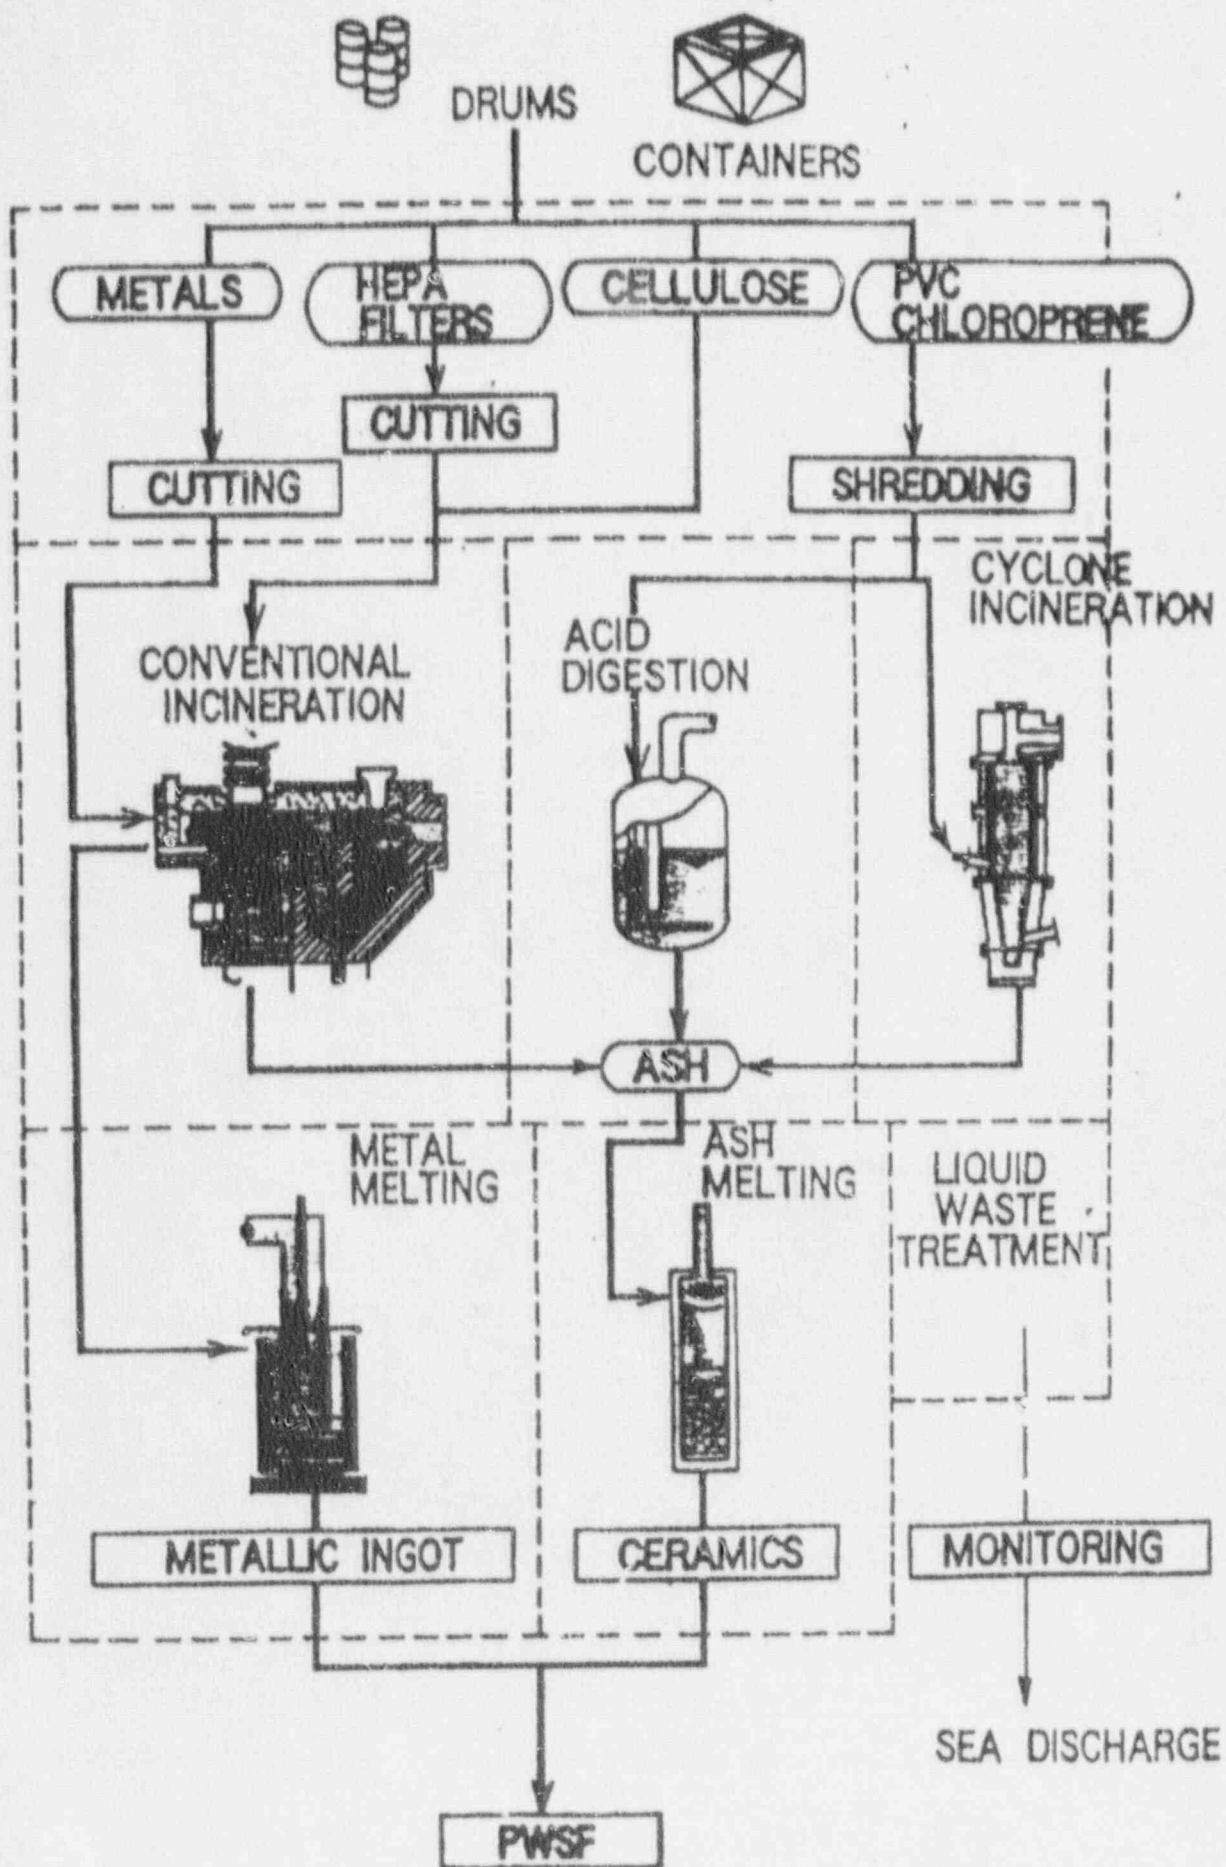 DRUMS
CONTAINERS
METALS
HEPA
FILTERS
CELLULOSE
PVC
CHLOROPRENE
CUTTING
CUTTING
SHREDDING
CONVENTIONAL
INCINERATION
ACID
DIGESTION
CYCLONE
INCINERATION
ASH
METAL
MELTING
ASH
MELTING
LIQUID
WASTE
TREATMENT
METALLIC INGOT
CERAMICS
MONITORING
SEA DISCHARGE
PWSF